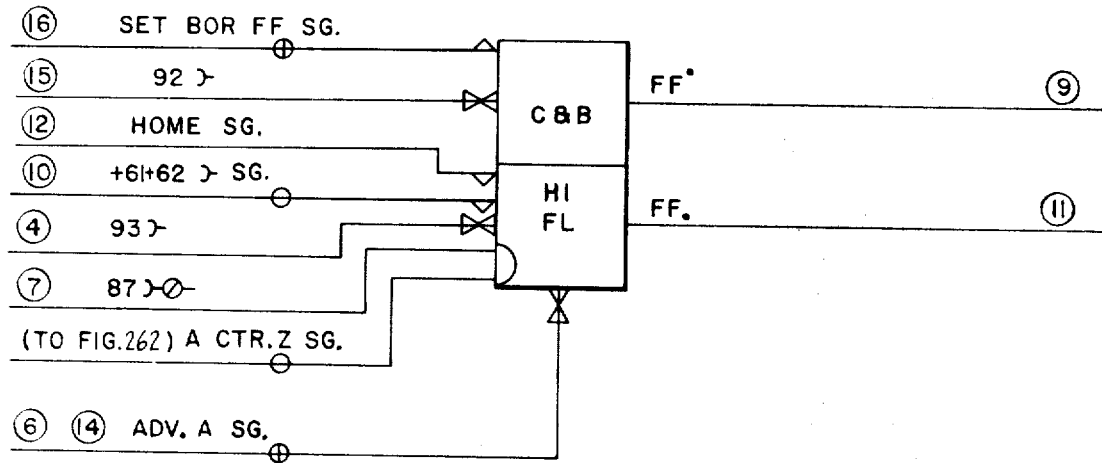 16 SET BOR FF SG.
15 92
12 HOME SG.
10 +61+62 SG.
4 93
7 87
(TO FIG.262) A CTR.Z SG.
6 14 ADV. A SG.
C&B
HI
FL
FF• 9
FF. 11